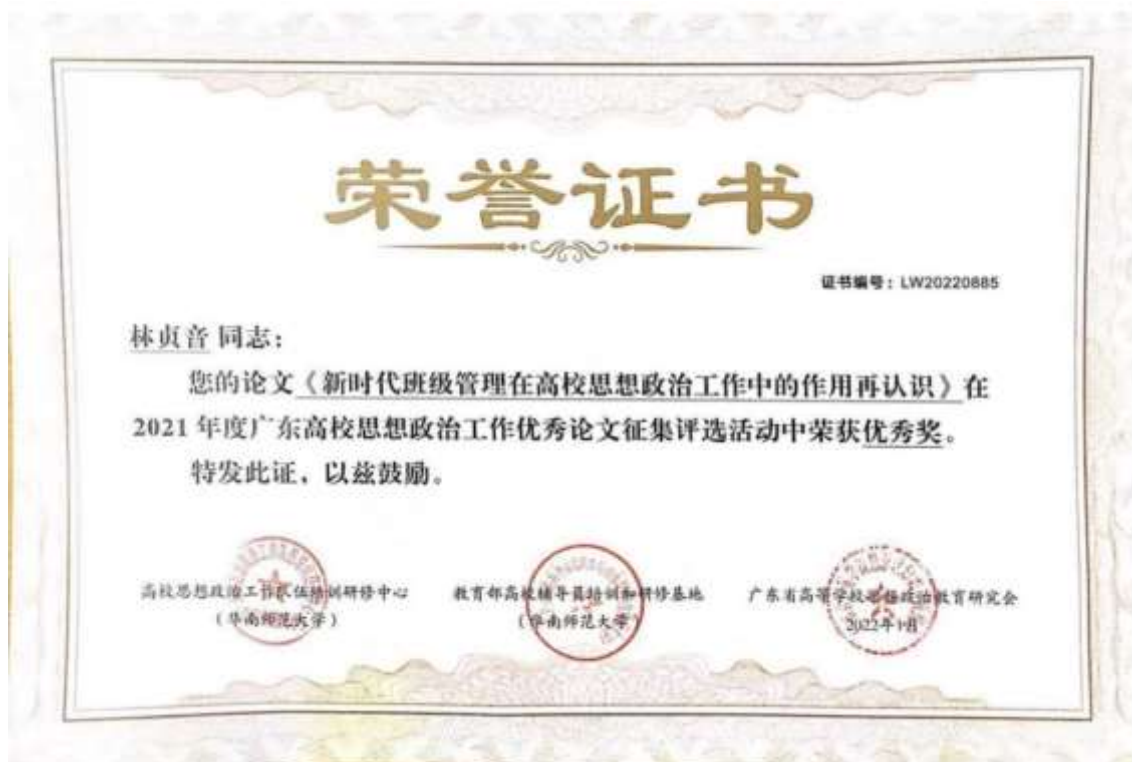 荣誉证书
证书编号：LW20220885
林贞音 同志：
您的论文《新时代班级管理在高校思想政治工作中的作用再认识》在
2021 年度广东高校思想政治工作优秀论文征集评选活动中荣获优秀奖。
特发此证，以兹鼓励。
高校思想政治工作队伍培训研修中心
（华南师范大学）
教育部高校辅导员培训和研修基地
（华南师范大学）
广东省高等学校思想政治教育研究会
2022年1月